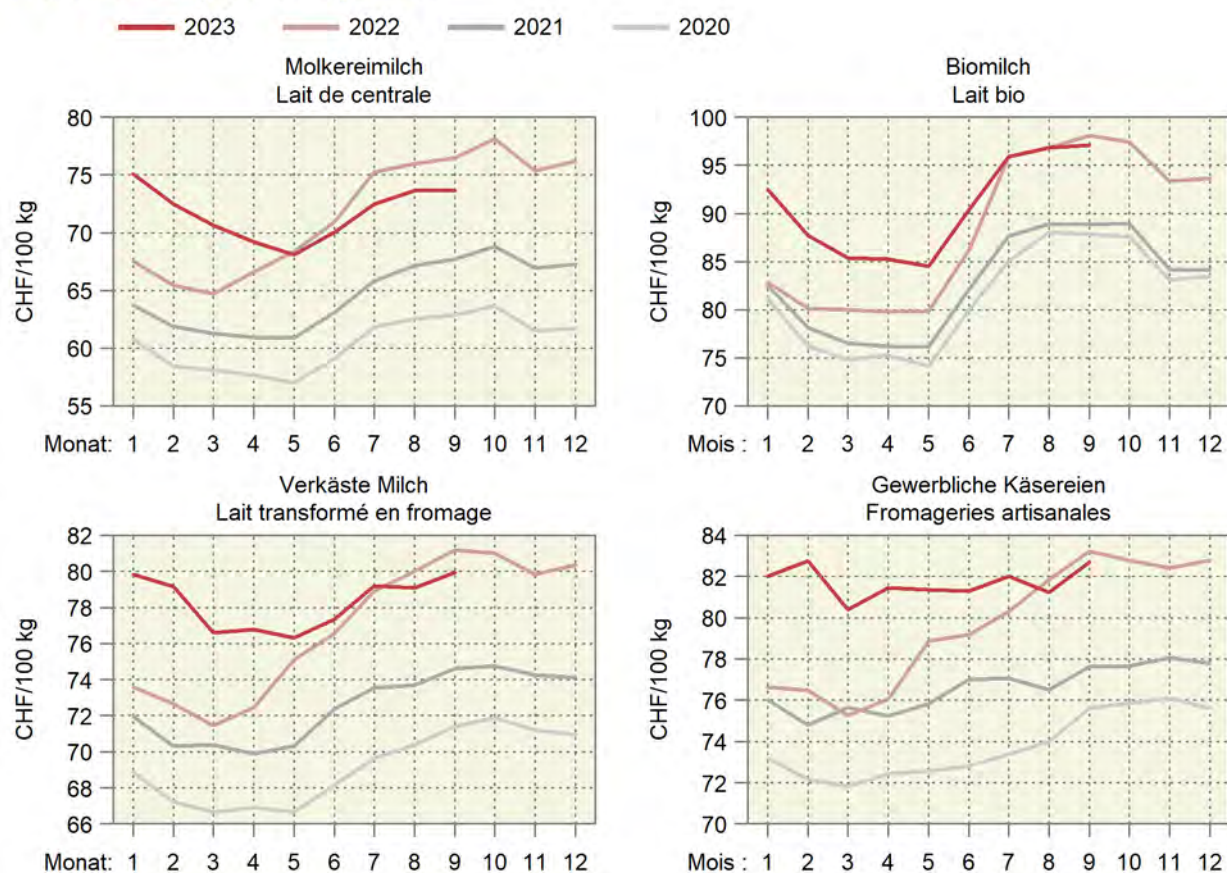 2023 2022 2021 2020
Molkereimilch
Lait de centrale
CHF/100 kg
80
75
70
65
60
55
Monat: 1 2 3 4 5 6 7 8 9 10 11 12
Biomilch
Lait bio
CHF/100 kg
100
95
90
85
80
75
70
Mois : 1 2 3 4 5 6 7 8 9 10 11 12
Verkäste Milch
Lait transformé en fromage
CHF/100 kg
82
80
78
76
74
72
70
68
66
Monat: 1 2 3 4 5 6 7 8 9 10 11 12
Gewerbliche Käsereien
Fromageries artisanales
CHF/100 kg
84
82
80
78
76
74
72
70
Mois : 1 2 3 4 5 6 7 8 9 10 11 12